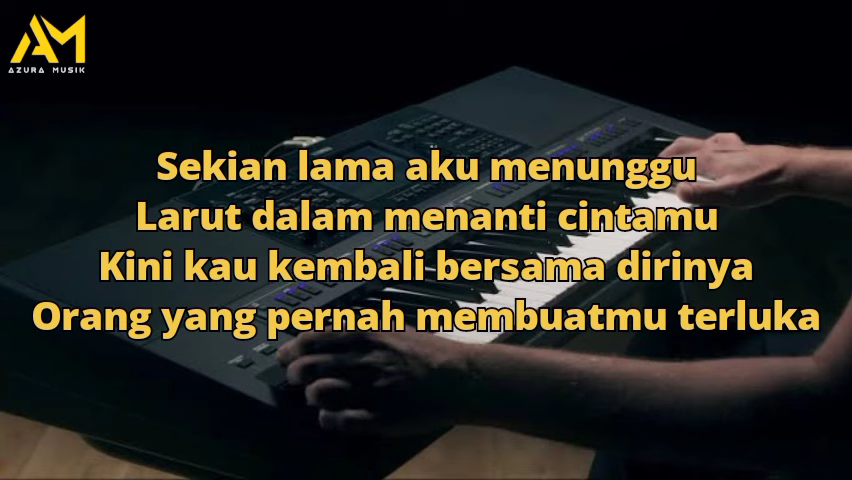 AM
AZURA MUSIK
Sekian lama aku menunggu
Larut dalam menanti cintamu
Kini kau kembali bersama dirinya
Orang yang pernah membuatmu terluka